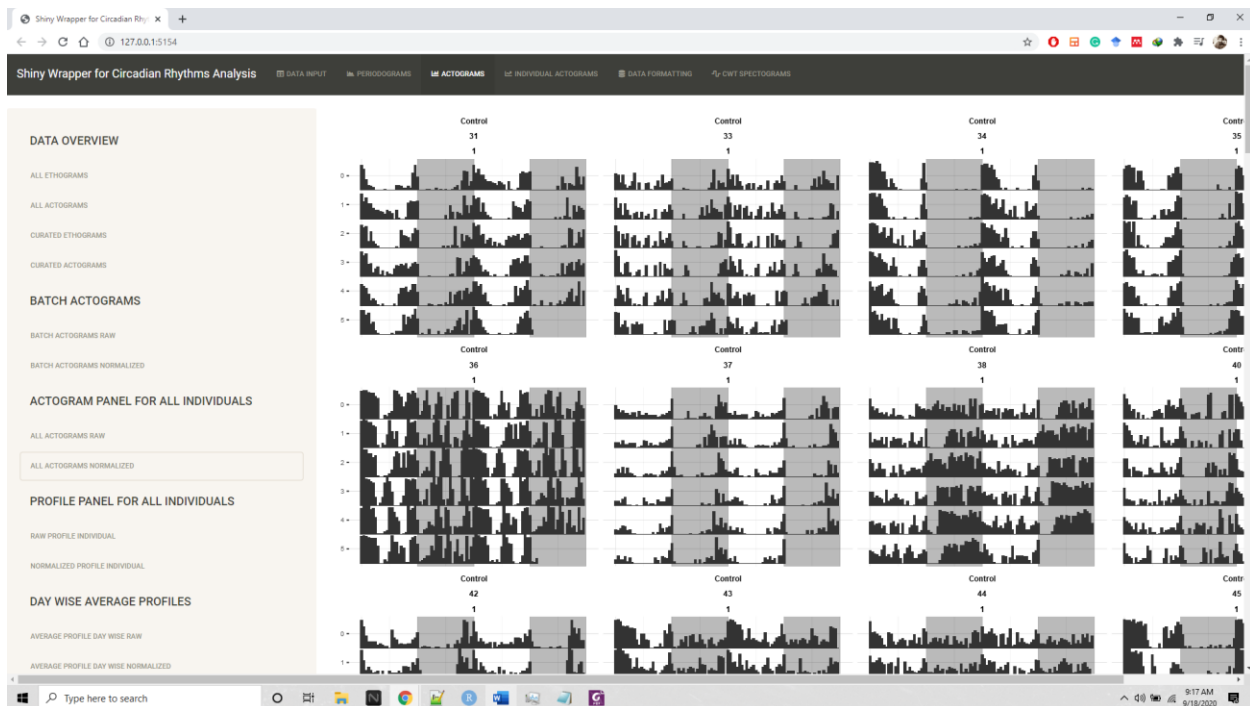 Shiny Wrapper for Circadian Rhy
127.0.0.1:5154
Shiny Wrapper for Circadian Rhythms Analysis DATA INPUT PERIODOGRAMS ACTOGRAMS INDIVIDUAL ACTOGRAMS DATA FORMATTING CWT SPECTOGRAMS
DATA OVERVIEW
ALL ETHOGRAMS
ALL ACTOGRAMS
CURATED ETHOGRAMS
CURATED ACTOGRAMS
BATCH ACTOGRAMS
BATCH ACTOGRAMS RAW
BATCH ACTOGRAMS NORMALIZED
ACTOGRAM PANEL FOR ALL INDIVIDUALS
ALL ACTOGRAMS RAW
ALL ACTOGRAMS NORMALIZED
PROFILE PANEL FOR ALL INDIVIDUALS
RAW PROFILE INDIVIDUAL
NORMALIZED PROFILE INDIVIDUAL
DAY WISE AVERAGE PROFILES
AVERAGE PROFILE DAY WISE RAW
AVERAGE PROFILE DAY WISE NORMALIZED
Control Control Control Contr
31 33 34 35
1 1 1 1
0
1
2
3
4
5
Control Control Control Contr
36 37 38 40
1 1 1 1
0
1
2
3
4
5
Control Control Control Contr
42 43 44 45
1 1 1 1
0
1
Type here to search
9:17 AM
9/18/2020